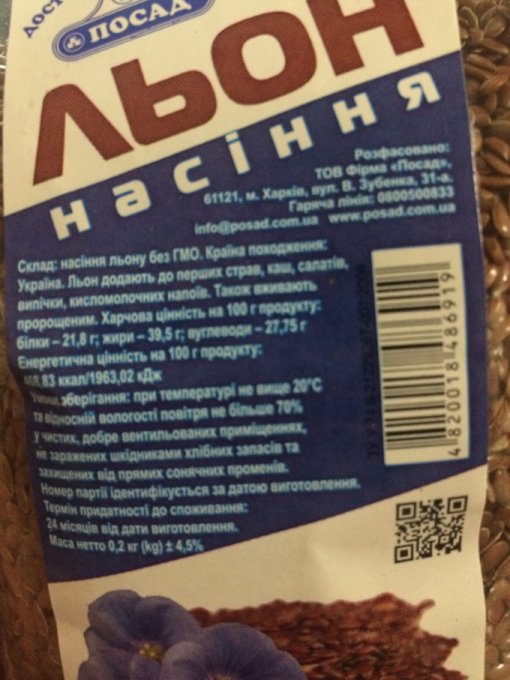 ПОСАД
ЛЬОН
насіння
Розфасовано:
ТОВ Фірма «Посад»,
61121, м. Харків, вул. В. Зубенка, 31-а.
Гаряча лінія: 0800500833
info@posad.com.ua www.posad.com.ua
Склад: насіння льону без ГМО. Країна походження:
Україна. Льон додають до перших страв, каш, салатів,
випічки, кисломолочних напоїв. Також вживають
пророщеним. Харчова цінність на 100 г продукту:
білки – 21,8 г; жири – 39,5 г; вуглеводи – 27,75 г
Енергетична цінність на 100 г продукту:
ккал/1963,02 кДж
Умови зберігання: при температурі не вище 20°С
та відносній вологості повітря не більше 70%
у чистих, добре вентильованих приміщеннях,
не заражених шкідниками хлібних запасів та
захищених від прямих сонячних променів.
Номер партії ідентифікується за датою виготовлення.
Термін придатності до споживання:
24 місяців від дати виготовлення.
Маса нетто 0,2 кг (kg) ± 4,5%
4820018486919